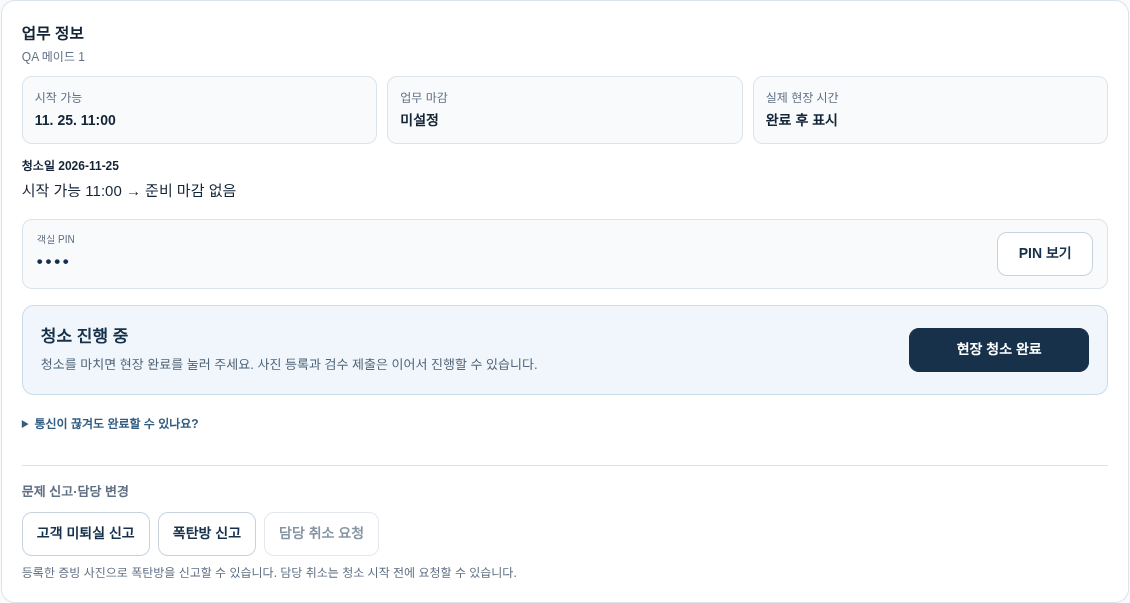 업무 정보
QA 메이드 1
시작 가능
11. 25. 11:00
업무 마감
미설정
실제 현장 시간
완료 후 표시
청소일 2026-11-25
시작 가능 11:00 → 준비 마감 없음
객실 PIN
••••
PIN 보기
청소 진행 중
청소를 마치면 현장 완료를 눌러 주세요. 사진 등록과 검수 제출은 이어서 진행할 수 있습니다.
현장 청소 완료
▶ 통신이 끊겨도 완료할 수 있나요?
문제 신고·담당 변경
고객 미퇴실 신고
폭탄방 신고
담당 취소 요청
등록한 증빙 사진으로 폭탄방을 신고할 수 있습니다. 담당 취소는 청소 시작 전에 요청할 수 있습니다.